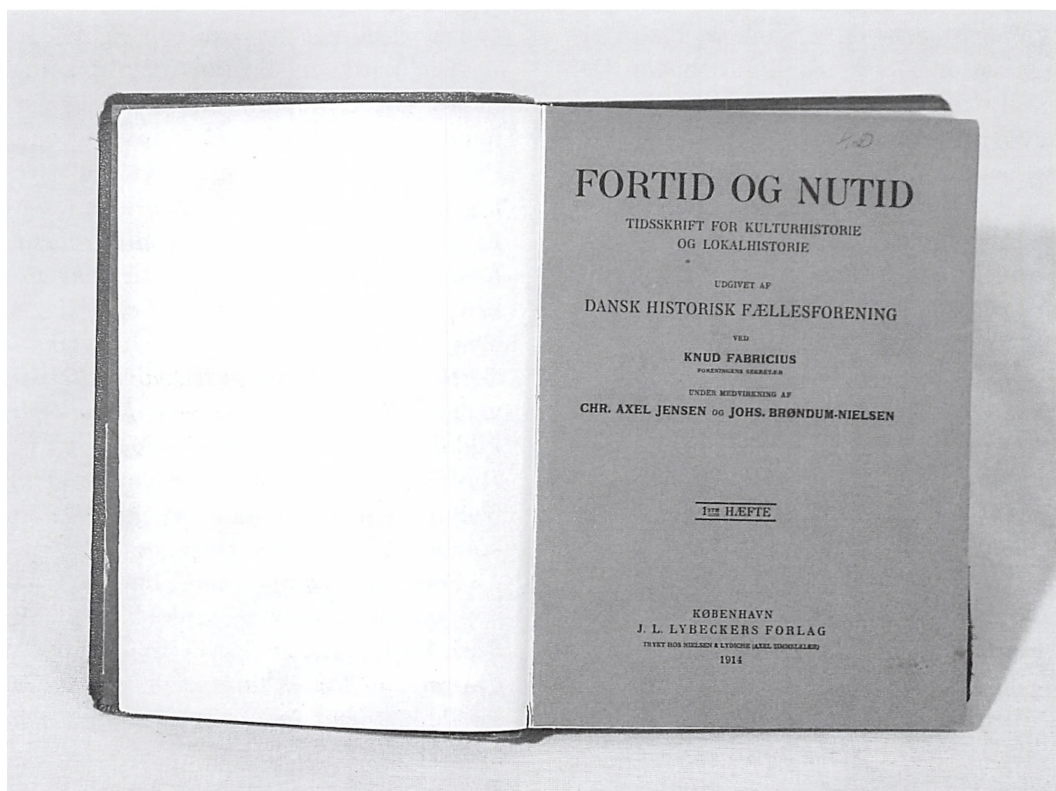 FORTID OG NUTID
TIDSSKRIFT FOR KULTURHISTORIE
OG LOKALHISTORIE
UDGIVET AF
DANSK HISTORISK FÆLLESFORENING
VED
KNUD FABRICIUS
FORENINGENS SEKRETÆR
UNDER MEDVIRKNING AF
CHR. AXEL JENSEN OG JOHS. BRØNDUM-NIELSEN
1STE HÆFTE
KØBENHAVN
J. L. LYBECKERS FORLAG
TRYKT HOS NIELSEN & LYDICHE (AXEL SIMMELKIÆR)
1914